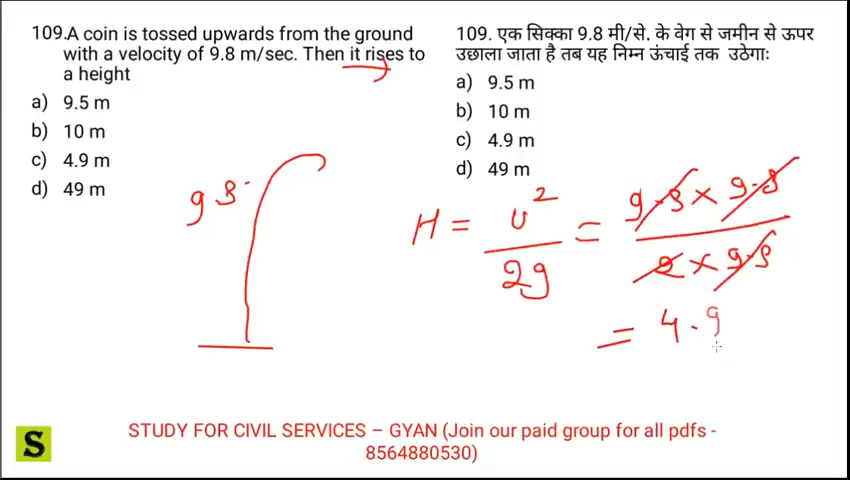 109.A coin is tossed upwards from the ground
with a velocity of 9.8 m/sec. Then it rises to
a height
a) 9.5 m
b) 10 m
c) 4.9 m
d) 49 m
109. एक सिक्का 9.8 मी/से. के वेग से जमीन से ऊपर
उछाला जाता है तब यह निम्न ऊंचाई तक उठेगाः
a) 9.5 m
b) 10 m
c) 4.9 m
d) 49 m
9.8
H = u² / 2g = 9.8 × 9.8 / 2 × 9.8
= 4.9
S
STUDY FOR CIVIL SERVICES – GYAN (Join our paid group for all pdfs -
8564880530)